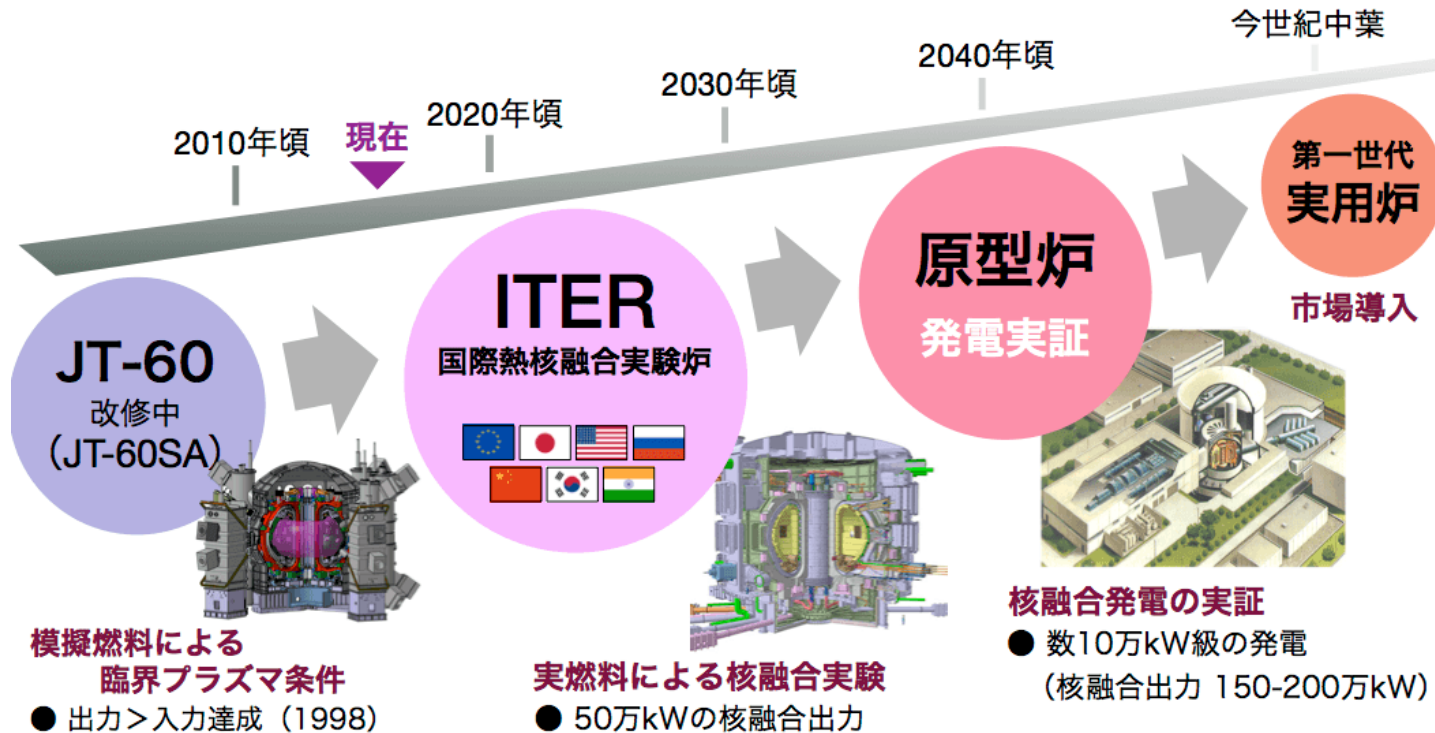 2010年頃
現在
2020年頃
2030年頃
2040年頃
今世紀中葉
JT-60
改修中
（JT-60SA）
模擬燃料による
臨界プラズマ条件
● 出力＞入力達成（1998）
ITER
国際熱核融合実験炉
実燃料による核融合実験
● 50万kWの核融合出力
原型炉
発電実証
核融合発電の実証
● 数10万kW級の発電
（核融合出力 150-200万kW）
第一世代
実用炉
市場導入